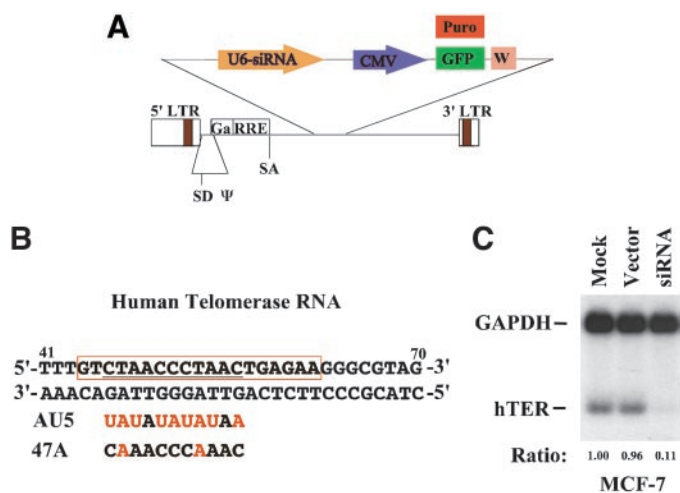 A
Puro
U6-siRNA CMV GFP W
5' LTR 3' LTR
Ga RRE
SA
SD Ψ
B
Human Telomerase RNA
41 70
5'-TTTGTCTAACCCTAACTGAGAAGGGCGTAG-3'
3'-AAACAGATTGGGATTGACTCTTCCCGCATC-5'
AU5 UAUAUAUAUAA
47A CAAACCCAAAC
C
Mock Vector siRNA
GAPDH
hTER
Ratio: 1.00 0.96 0.11
MCF-7